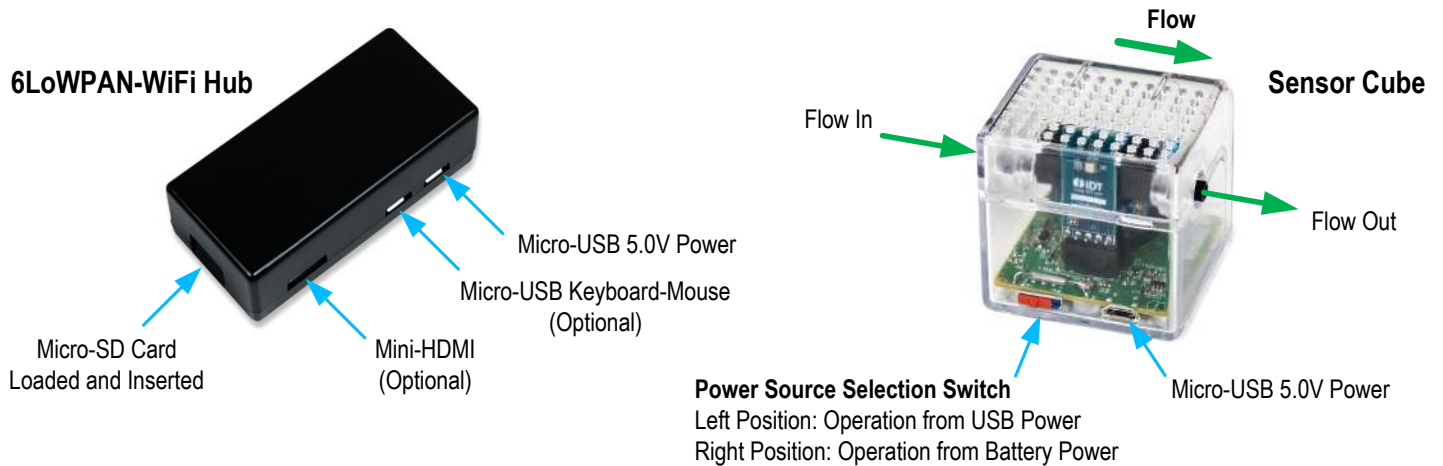 6LoWPAN-WiFi Hub
Micro-USB 5.0V Power
Micro-USB Keyboard-Mouse
(Optional)
Mini-HDMI
(Optional)
Micro-SD Card
Loaded and Inserted
Flow
Sensor Cube
Flow In
Flow Out
IDT
Power Source Selection Switch
Left Position: Operation from USB Power
Right Position: Operation from Battery Power
Micro-USB 5.0V Power